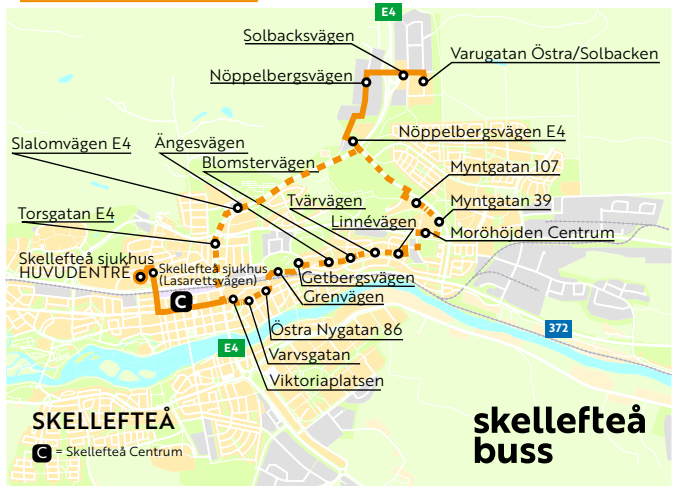 E4
Solbacksvägen
Varugatan Östra/Solbacken
Nöppelbergsvägen
Nöppelbergsvägen E4
Slalomvägen E4
Ängesvägen
Blomstervägen
Myntgatan 107
Tvärvägen
Myntgatan 39
Torsgatan E4
Linnévägen
Moröhöjden Centrum
Skellefteå sjukhus
HUVUDENTRÉ
Skellefteå sjukhus
(Lasarettsvägen)
Getbergsvägen
Grenvägen
C
Östra Nygatan 86
372
E4
Varvsgatan
Viktoriaplatsen
SKELLEFTEÅ
C = Skellefteå Centrum
skellefteå
buss